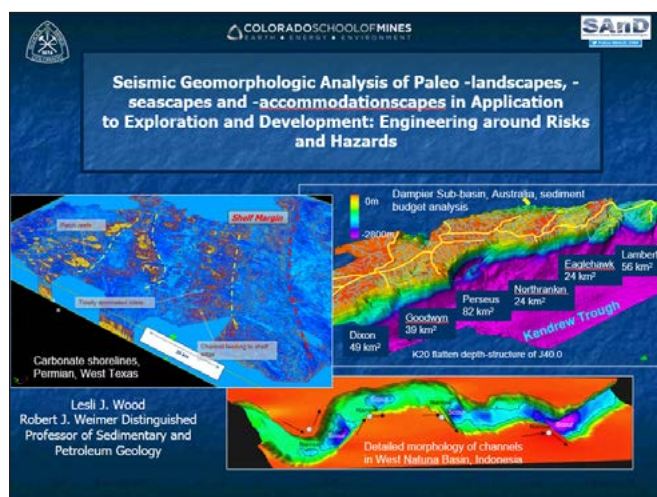 COLORADOSCHOOLOFMINES
EARTH • ENERGY • ENVIRONMENT
SAnD
Seismic Geomorphologic Analysis of Paleo -landscapes, -
seascapes and -accommodationscapes in Application
to Exploration and Development: Engineering around Risks
and Hazards
Patch reefs
Shelf Margin
Channel feeding to shelf
edge
Carbonate shorelines,
Permian, West Texas
Dampier Sub-basin, Australia, sediment
budget analysis
0m
-2800m
Lambert
56 km²
Eaglehawk
24 km²
Northrankin
24 km²
Perseus
82 km²
Goodwyn
39 km²
Dixon
49 km²
Kendrew Trough
K20 flatten depth-structure of J40.0
Lesli J. Wood
Robert J. Weimer Distinguished
Professor of Sedimentary and
Petroleum Geology
Scour
Detailed morphology of channels
in West Natuna Basin, Indonesia